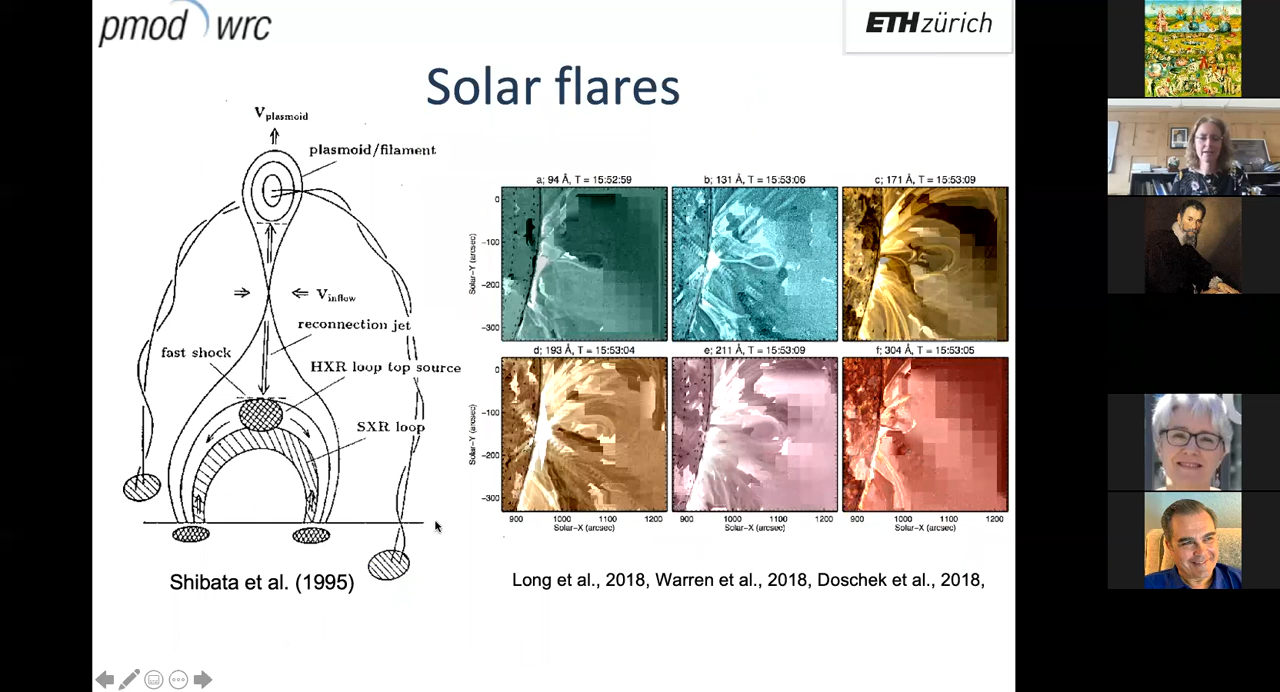 pmod wrc
ETH zürich
Solar flares
Vplasmoid
plasmoid/filament
Vinflow
reconnection jet
fast shock
HXR loop top source
SXR loop
Shibata et al. (1995)
a; 94 Å, T = 15:52:59
b; 131 Å, T = 15:53:06
c; 171 Å, T = 15:53:09
Solar-Y (arcsec)
0
-100
-200
-300
d; 193 Å, T = 15:53:04
e; 211 Å, T = 15:53:09
f; 304 Å, T = 15:53:05
Solar-Y (arcsec)
0
-100
-200
-300
900 1000 1100 1200
900 1000 1100 1200
900 1000 1100 1200
Solar-X (arcsec)
Solar-X (arcsec)
Solar-X (arcsec)
Long et al., 2018, Warren et al., 2018, Doschek et al., 2018,